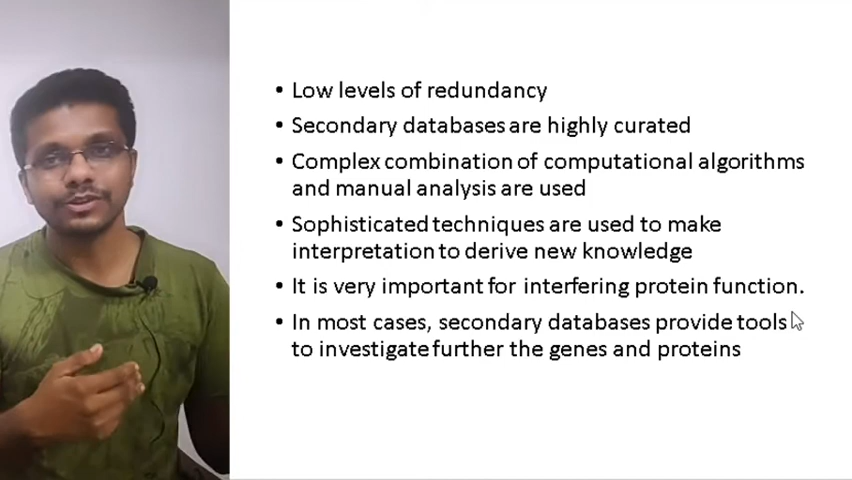 • Low levels of redundancy
• Secondary databases are highly curated
• Complex combination of computational algorithms
and manual analysis are used
• Sophisticated techniques are used to make
interpretation to derive new knowledge
• It is very important for interfering protein function.
• In most cases, secondary databases provide tools
to investigate further the genes and proteins